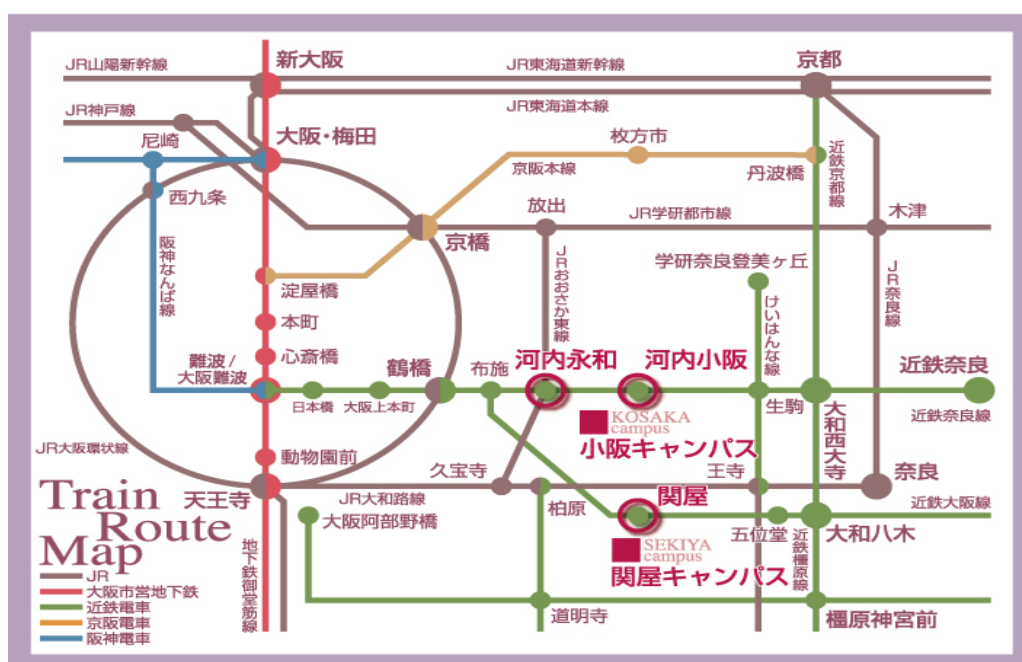 新大阪
京都
JR山陽新幹線
JR東海道新幹線
JR東海道本線
JR神戸線
尼崎
大阪・梅田
枚方市
京阪本線
丹波橋
近鉄京都線
西九条
放出
JR学研都市線
木津
京橋
阪神なんば線
JRおおさか東線
学研奈良登美ヶ丘
けいはんな線
JR奈良線
淀屋橋
本町
心斎橋
難波/
大阪難波
鶴橋
布施
河内永和
河内小阪
近鉄奈良
日本橋
大阪上本町
生駒
大和西大寺
近鉄奈良線
KOSAKA
campus
小阪キャンパス
JR大阪環状線
動物園前
久宝寺
王寺
奈良
天王寺
JR大和路線
柏原
関屋
近鉄大阪線
大阪阿部野橋
五位堂
大和八木
SEKIYA
campus
関屋キャンパス
近鉄橿原線
地下鉄御堂筋線
道明寺
橿原神宮前
Train
Route
Map
JR
大阪市営地下鉄
近鉄電車
京阪電車
阪神電車